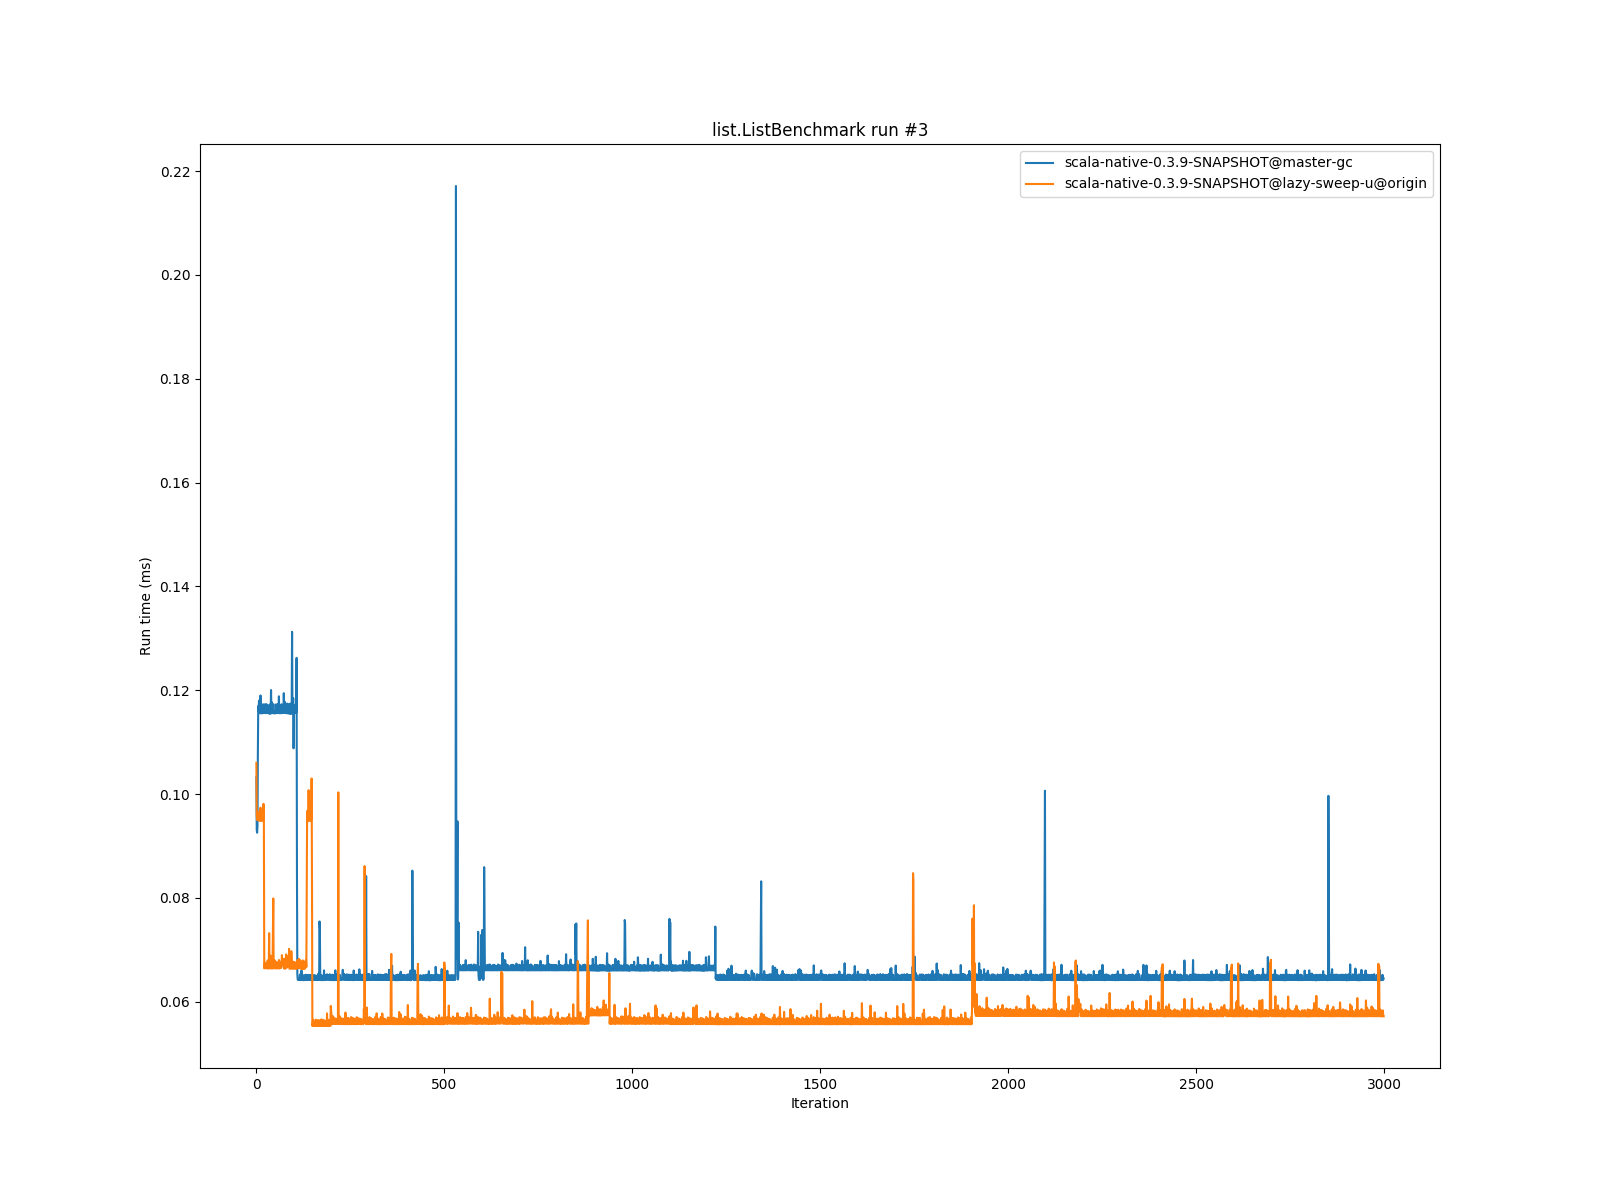 list.ListBenchmark run #3
scala-native-0.3.9-SNAPSHOT@master-gc
scala-native-0.3.9-SNAPSHOT@lazy-sweep-u@origin
0.22
0.20
0.18
0.16
0.14
0.12
0.10
0.08
0.06
Run time (ms)
0 500 1000 1500 2000 2500 3000
Iteration